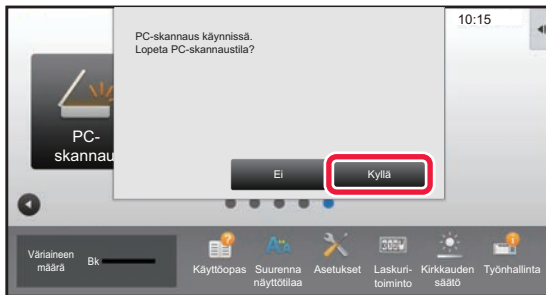 10:15
PC-skannaus käynnissä.
Lopeta PC-skannaustila?
PC-
skannau
Ei
Kyllä
Väriaineen
määrä
Bk
Käyttöopas
Suurenna
näyttötilaa
Asetukset
Laskuri-
toiminto
Kirkkauden
säätö
Työnhallinta